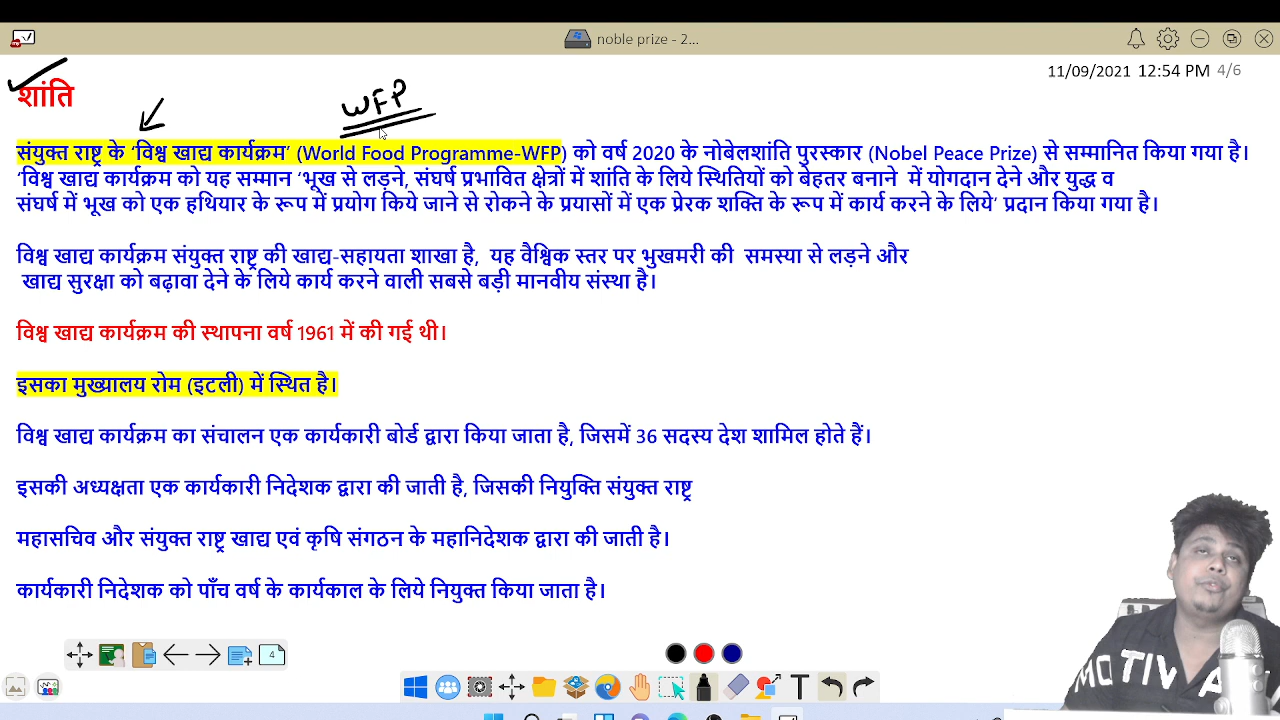 noble prize - 2...
11/09/2021 12:54 PM 4/6
शांति
WFP
संयुक्त राष्ट्र के ‘विश्व खाद्य कार्यक्रम’ (World Food Programme-WFP) को वर्ष 2020 के नोबेलशांति पुरस्कार (Nobel Peace Prize) से सम्मानित किया गया है।
‘विश्व खाद्य कार्यक्रम को यह सम्मान ‘भूख से लड़ने, संघर्ष प्रभावित क्षेत्रों में शांति के लिये स्थितियों को बेहतर बनाने में योगदान देने और युद्ध व
संघर्ष में भूख को एक हथियार के रूप में प्रयोग किये जाने से रोकने के प्रयासों में एक प्रेरक शक्ति के रूप में कार्य करने के लिये’ प्रदान किया गया है।
विश्व खाद्य कार्यक्रम संयुक्त राष्ट्र की खाद्य-सहायता शाखा है, यह वैश्विक स्तर पर भुखमरी की समस्या से लड़ने और
खाद्य सुरक्षा को बढ़ावा देने के लिये कार्य करने वाली सबसे बड़ी मानवीय संस्था है।
विश्व खाद्य कार्यक्रम की स्थापना वर्ष 1961 में की गई थी।
इसका मुख्यालय रोम (इटली) में स्थित है।
विश्व खाद्य कार्यक्रम का संचालन एक कार्यकारी बोर्ड द्वारा किया जाता है, जिसमें 36 सदस्य देश शामिल होते हैं।
इसकी अध्यक्षता एक कार्यकारी निदेशक द्वारा की जाती है, जिसकी नियुक्ति संयुक्त राष्ट्र
महासचिव और संयुक्त राष्ट्र खाद्य एवं कृषि संगठन के महानिदेशक द्वारा की जाती है।
कार्यकारी निदेशक को पाँच वर्ष के कार्यकाल के लिये नियुक्त किया जाता है।
4
T